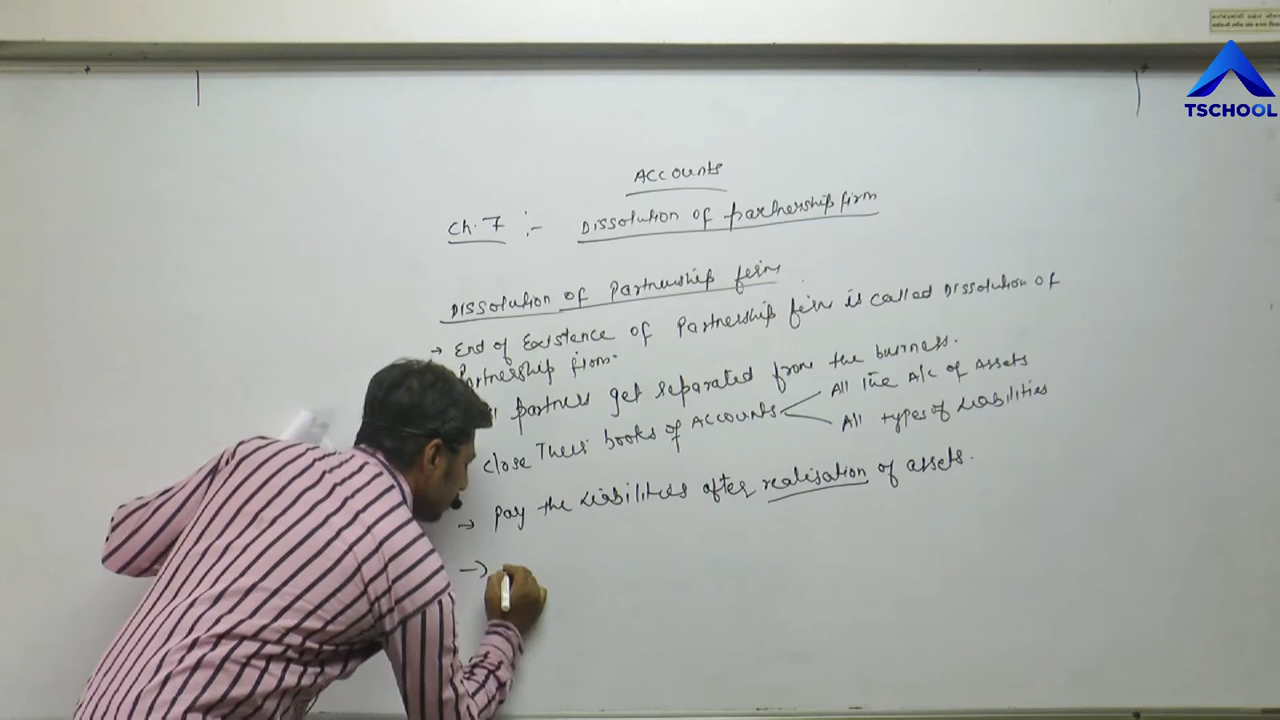 TSCHOOL
Accounts
Ch. 7 :- Dissolution of partnership firm
Dissolution of Partnership firm
→ End of Existence of Partnership firm is called Dissolution of
Partnership firm.
partners get separated from the business.
close Their books of Accounts
All the A/c of Assets
All types of Liabilities
→ Pay the Liabilities after realisation of assets.
→